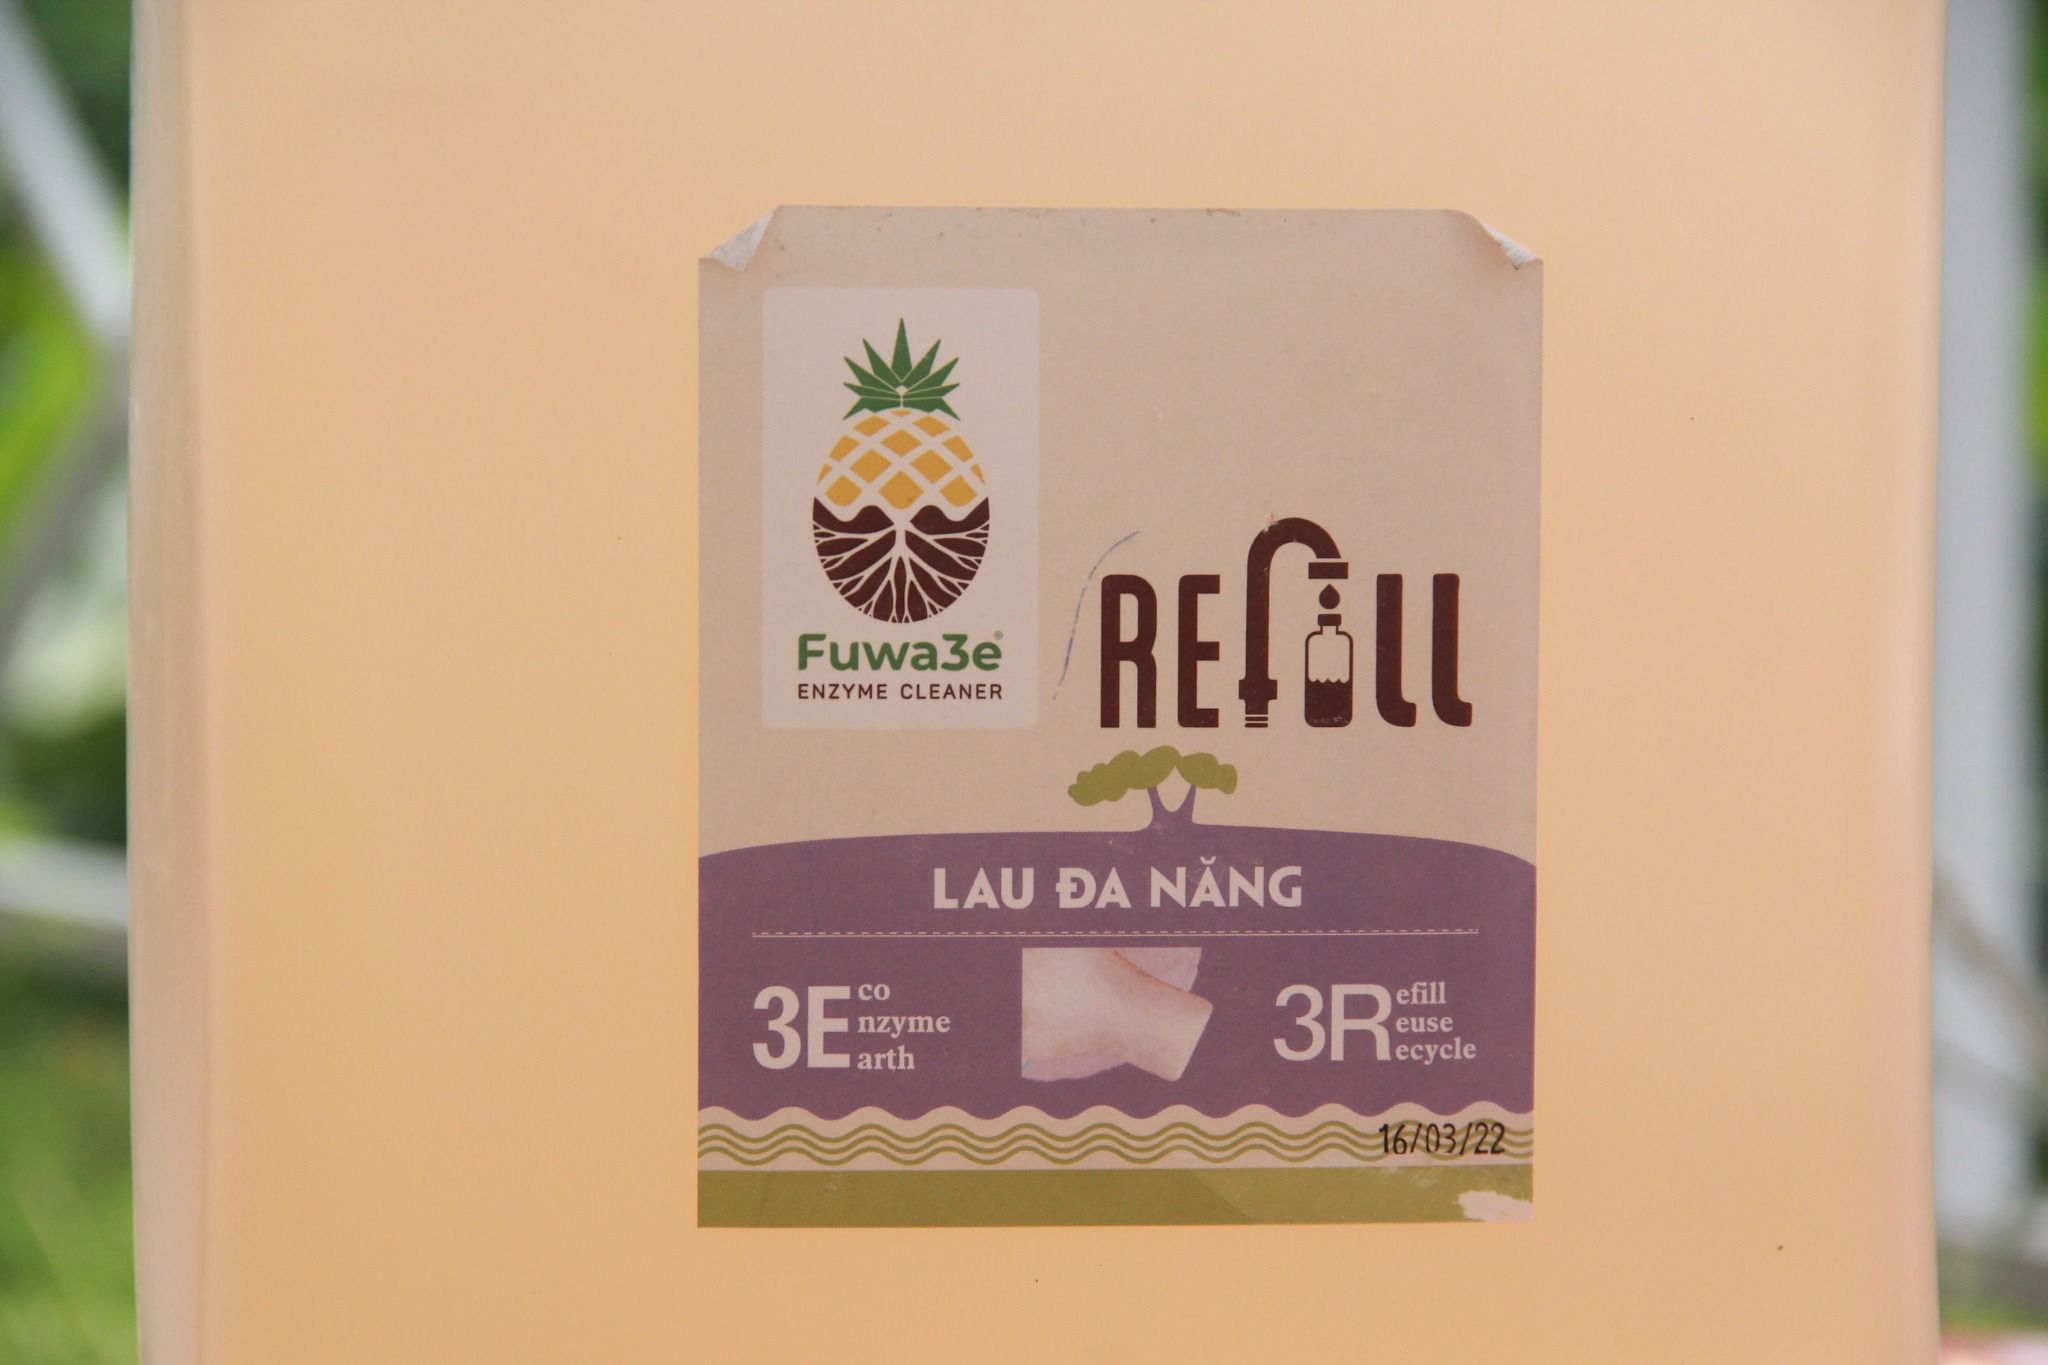 Fuwa3e®
ENZYME CLEANER
REfill
LAU ĐA NĂNG
3E co
nzyme
arth
3R efill
euse
ecycle
16/03/22